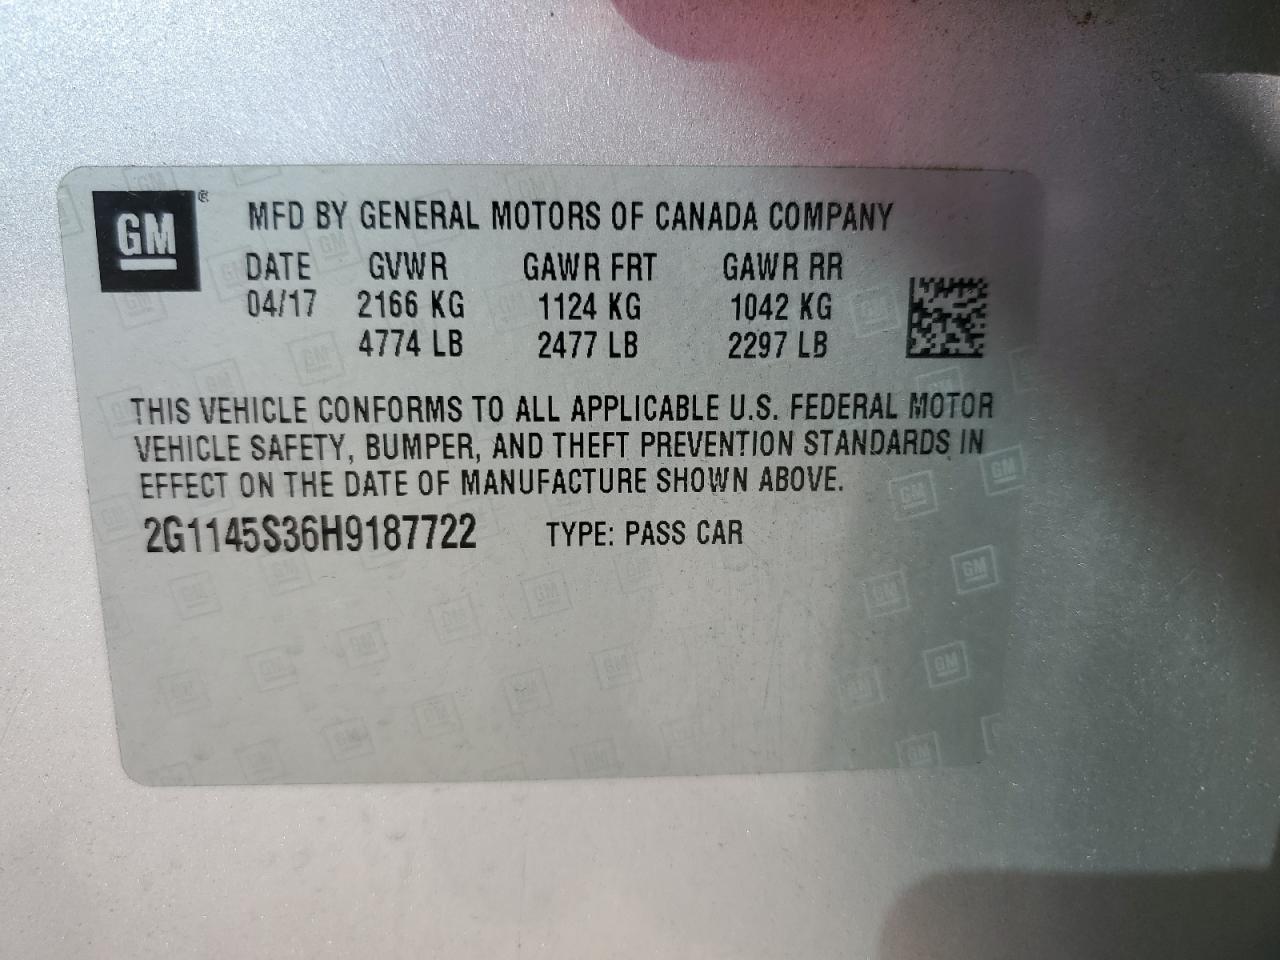 GM®
MFD BY GENERAL MOTORS OF CANADA COMPANY
DATE GVWR GAWR FRT GAWR RR
04/17 2166 KG 1124 KG 1042 KG
4774 LB 2477 LB 2297 LB
THIS VEHICLE CONFORMS TO ALL APPLICABLE U.S. FEDERAL MOTOR
VEHICLE SAFETY, BUMPER, AND THEFT PREVENTION STANDARDS IN
EFFECT ON THE DATE OF MANUFACTURE SHOWN ABOVE.
2G1145S36H9187722 TYPE: PASS CAR